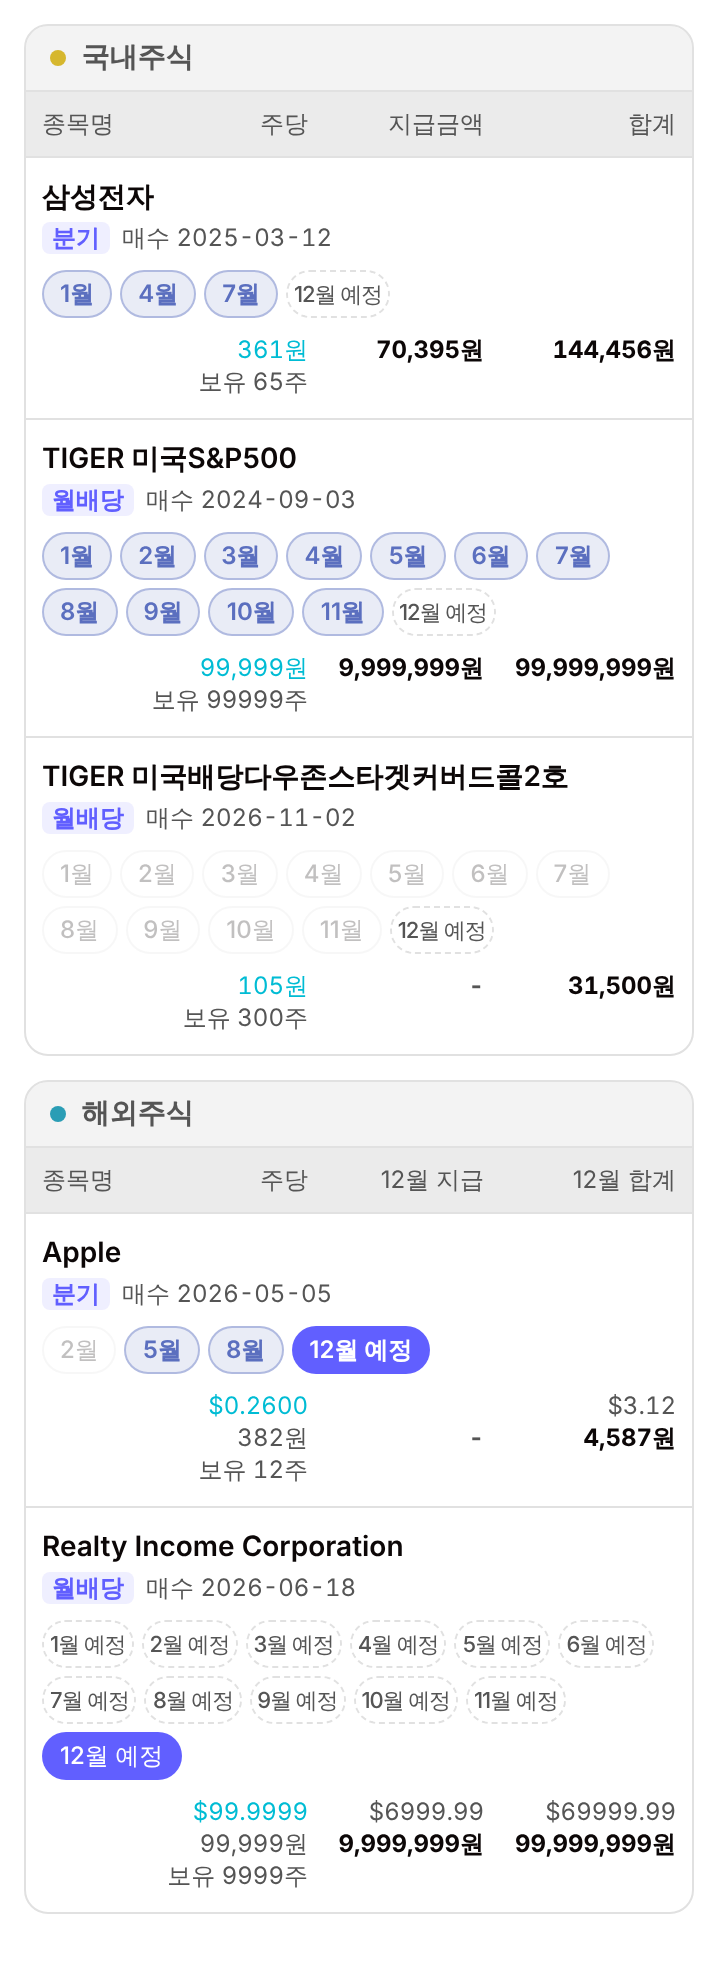 국내주식
종목명 주당 지급금액 합계
삼성전자
분기 매수 2025-03-12
1월 4월 7월 12월 예정
361원 70,395원 144,456원
보유 65주
TIGER 미국S&P500
월배당 매수 2024-09-03
1월 2월 3월 4월 5월 6월 7월
8월 9월 10월 11월 12월 예정
99,999원 9,999,999원 99,999,999원
보유 99999주
TIGER 미국배당다우존스타겟커버드콜2호
월배당 매수 2026-11-02
1월 2월 3월 4월 5월 6월 7월
8월 9월 10월 11월 12월 예정
105원 - 31,500원
보유 300주
해외주식
종목명 주당 12월 지급 12월 합계
Apple
분기 매수 2026-05-05
2월 5월 8월 12월 예정
$0.2600 $3.12
382원 - 4,587원
보유 12주
Realty Income Corporation
월배당 매수 2026-06-18
1월 예정 2월 예정 3월 예정 4월 예정 5월 예정 6월 예정
7월 예정 8월 예정 9월 예정 10월 예정 11월 예정
12월 예정
$99.9999 $6999.99 $69999.99
99,999원 9,999,999원 99,999,999원
보유 9999주